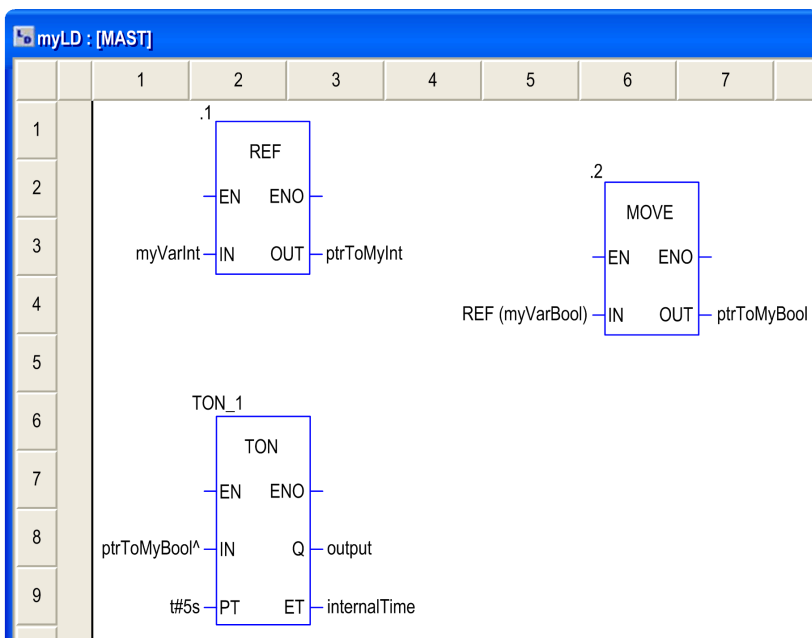 myLD : [MAST]
1 2 3 4 5 6 7
1
.1
REF
2
EN ENO
.2
MOVE
3
myVarInt IN OUT ptrToMyInt
EN ENO
4
REF (myVarBool) IN OUT ptrToMyBool
5
TON_1
6
TON
7
EN ENO
8
ptrToMyBool^ IN Q output
9
t#5s PT ET internalTime